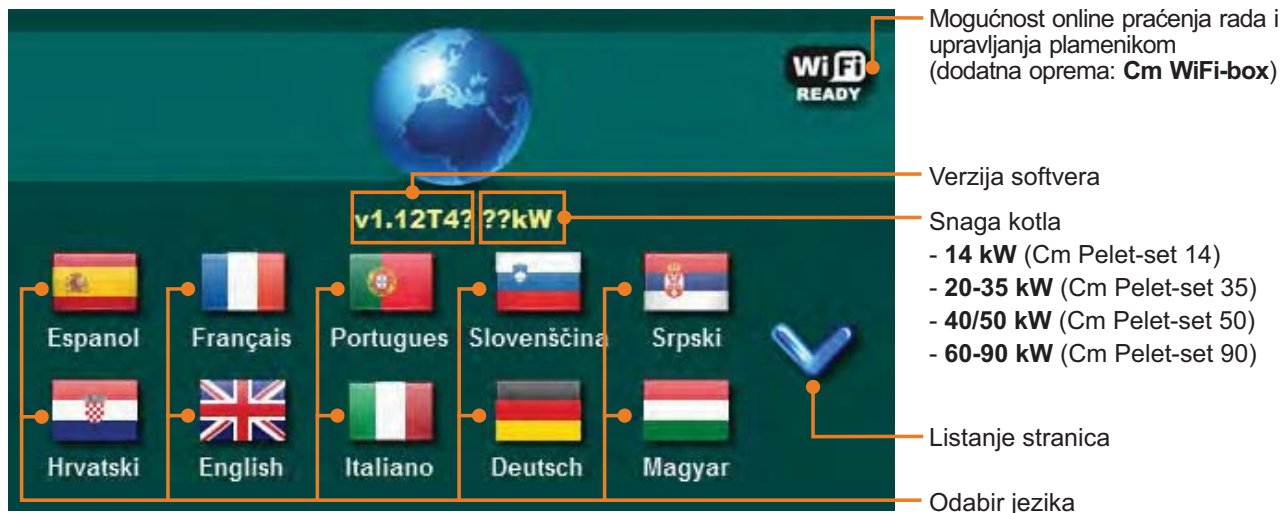 Mogućnost online praćenja rada i
upravljanja plamenikom
(dodatna oprema: Cm WiFi-box)
WiFi
READY
Verzija softvera
v1.12T4? ??kW
Snaga kotla
- 14 kW (Cm Pelet-set 14)
- 20-35 kW (Cm Pelet-set 35)
- 40/50 kW (Cm Pelet-set 50)
- 60-90 kW (Cm Pelet-set 90)
Espanol Français Portugues Slovenščina Srpski
Hrvatski English Italiano Deutsch Magyar
Listanje stranica
Odabir jezika